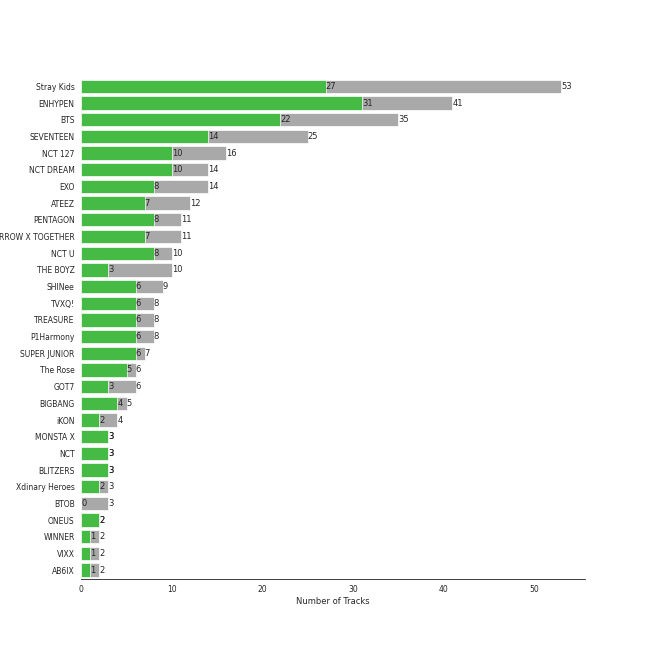 Stray Kids 27 53
ENHYPEN 31 41
BTS 22 35
SEVENTEEN 14 25
NCT 127 10 16
NCT DREAM 10 14
EXO 8 14
ATEEZ 7 12
PENTAGON 8 11
RROW X TOGETHER 7 11
NCT U 8 10
THE BOYZ 3 10
SHINee 6 9
TVXQ! 6 8
TREASURE 6 8
P1Harmony 6 8
SUPER JUNIOR 6 7
The Rose 5 6
GOT7 3 6
BIGBANG 4 5
iKON 2 4
MONSTA X 3
NCT 3
BLITZERS 3
Xdinary Heroes 2 3
BTOB 0 3
ONEUS 2
WINNER 1 2
VIXX 1 2
AB6IX 1 2
0 10 20 30 40 50
Number of Tracks